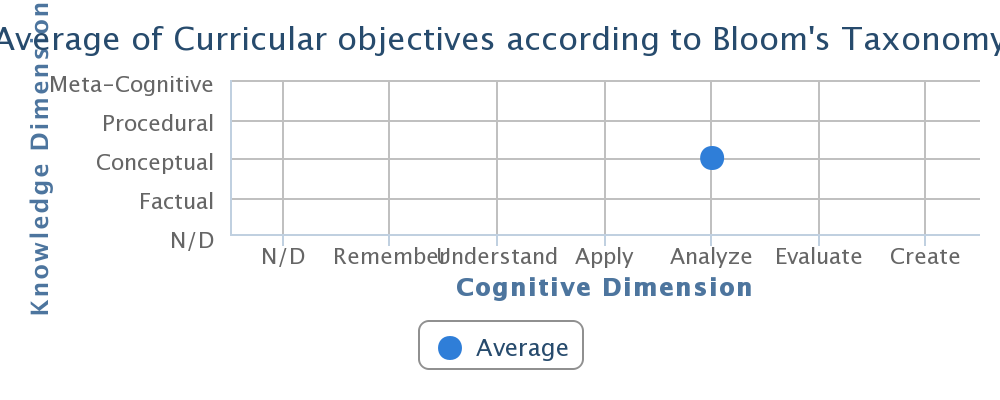 Average of Curricular objectives according to Bloom's Taxonomy
Knowledge Dimension
Meta-Cognitive
Procedural
Conceptual
Factual
N/D
N/D Remember Understand Apply Analyze Evaluate Create
Cognitive Dimension
Average